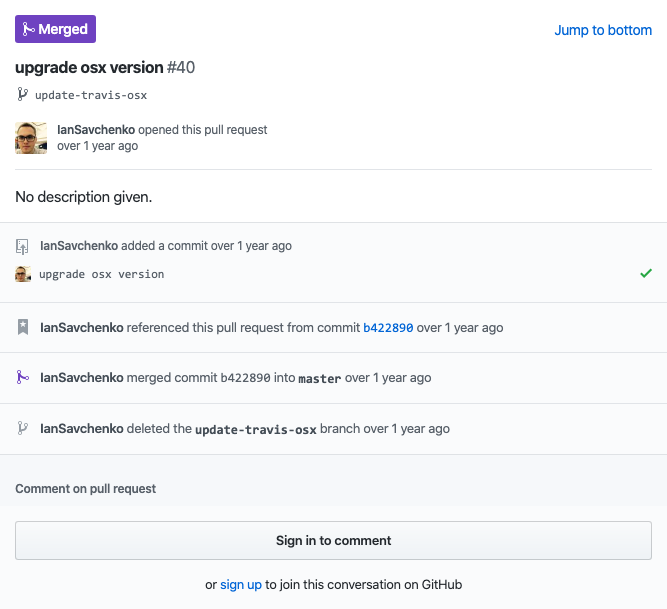 Merged
Jump to bottom
upgrade osx version #40
update-travis-osx
IanSavchenko opened this pull request
over 1 year ago
No description given.
IanSavchenko added a commit over 1 year ago
upgrade osx version
IanSavchenko referenced this pull request from commit b422890 over 1 year ago
IanSavchenko merged commit b422890 into master over 1 year ago
IanSavchenko deleted the update-travis-osx branch over 1 year ago
Comment on pull request
Sign in to comment
or sign up to join this conversation on GitHub